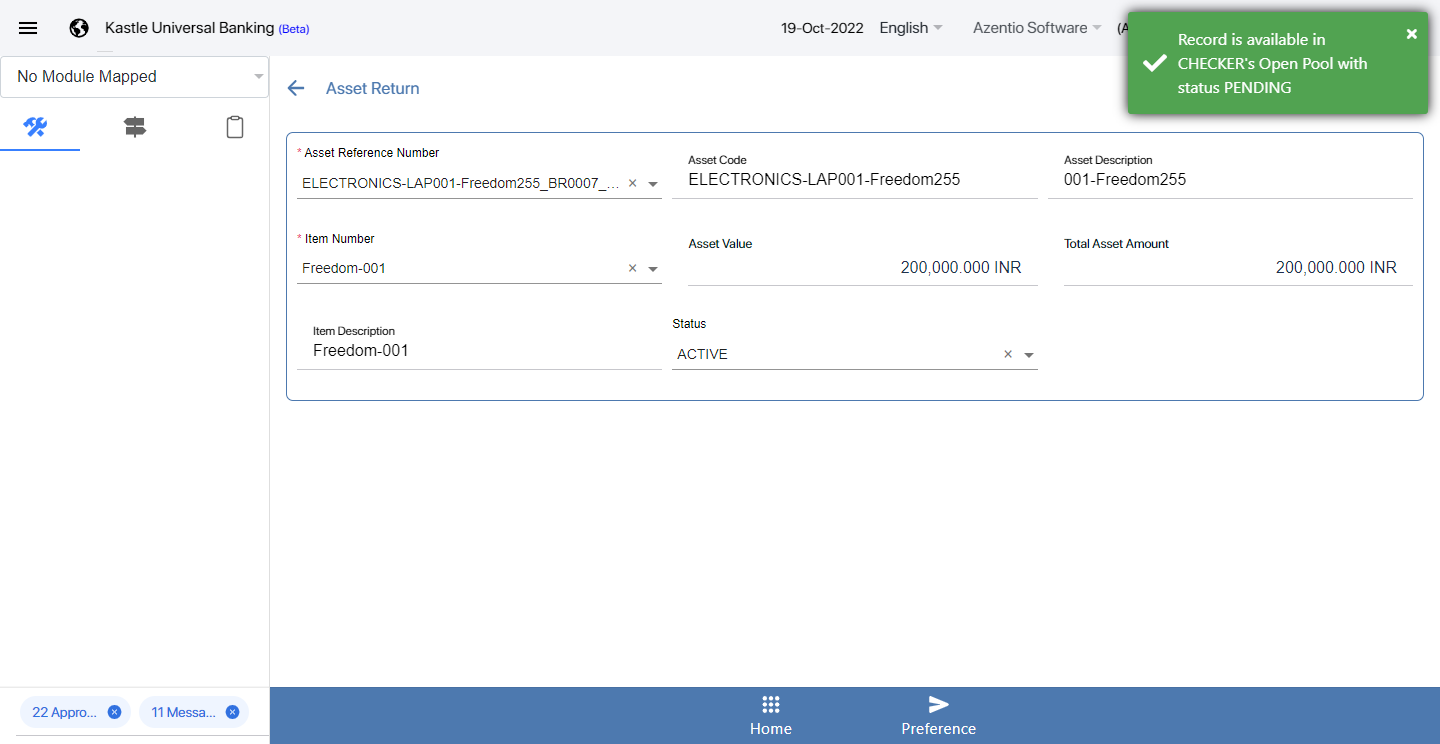 Kastle Universal Banking (Beta)
19-Oct-2022 English Azentio Software
Record is available in
CHECKER's Open Pool with
status PENDING
No Module Mapped
Asset Return
* Asset Reference Number
ELECTRONICS-LAP001-Freedom255_BR0007_...
Asset Code
ELECTRONICS-LAP001-Freedom255
Asset Description
001-Freedom255
* Item Number
Freedom-001
Asset Value
200,000.000 INR
Total Asset Amount
200,000.000 INR
Item Description
Freedom-001
Status
ACTIVE
22 Appro...
11 Messa...
Home
Preference